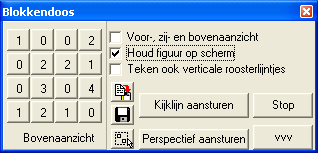 Blokkendoos
1 0 0 2
0 2 2 1
0 3 0 4
1 2 1 0
Bovenaanzicht
Voor-, zij- en bovenaanzicht
Houd figuur op scherm
Teken ook verticale roosterlijntjes
Kijklijn aansturen
Stop
Perspectief aansturen
vvv